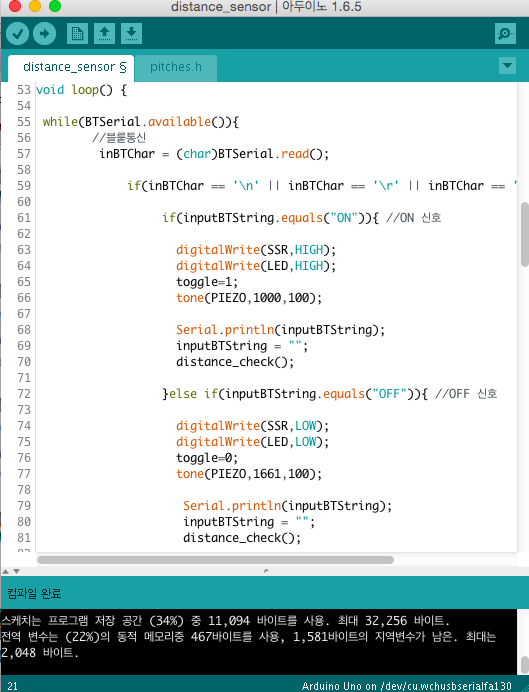 distance_sensor | 아두이노 1.6.5
distance_sensor § pitches.h
53 void loop() {
54
55 while(BTSerial.available()){
56 //블룰통신
57 inBTChar = (char)BTSerial.read();
58
59 if(inBTChar == '\n' || inBTChar == '\r' || inBTChar == '
60
61 if(inputBTString.equals("ON")){ //ON 신호
62
63 digitalWrite(SSR,HIGH);
64 digitalWrite(LED,HIGH);
65 toggle=1;
66 tone(PIEZO,1000,100);
67
68 Serial.println(inputBTString);
69 inputBTString = "";
70 distance_check();
71
72 }else if(inputBTString.equals("OFF")){ //OFF 신호
73
74 digitalWrite(SSR,LOW);
75 digitalWrite(LED,LOW);
76 toggle=0;
77 tone(PIEZO,1661,100);
78
79 Serial.println(inputBTString);
80 inputBTString = "";
81 distance_check();
컴파일 완료
스케치는 프로그램 저장 공간 (34%) 중 11,094 바이트를 사용. 최대 32,256 바이트.
전역 변수는 (22%)의 동적 메모리중 467바이트를 사용, 1,581바이트의 지역변수가 남은. 최대는
2,048 바이트.
21 Arduino Uno on /dev/cu.wchusbserialfa130